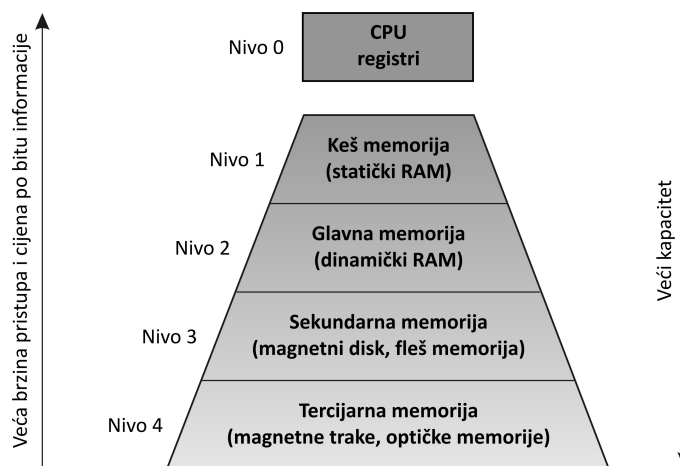 Nivo 0
CPU
registri
Nivo 1
Keš memorija
(statički RAM)
Nivo 2
Glavna memorija
(dinamički RAM)
Nivo 3
Sekundarna memorija
(magnetni disk, fleš memorija)
Nivo 4
Tercijarna memorija
(magnetne trake, optičke memorije)
Veća brzina pristupa i cijena po bitu informacije
Veći kapacitet